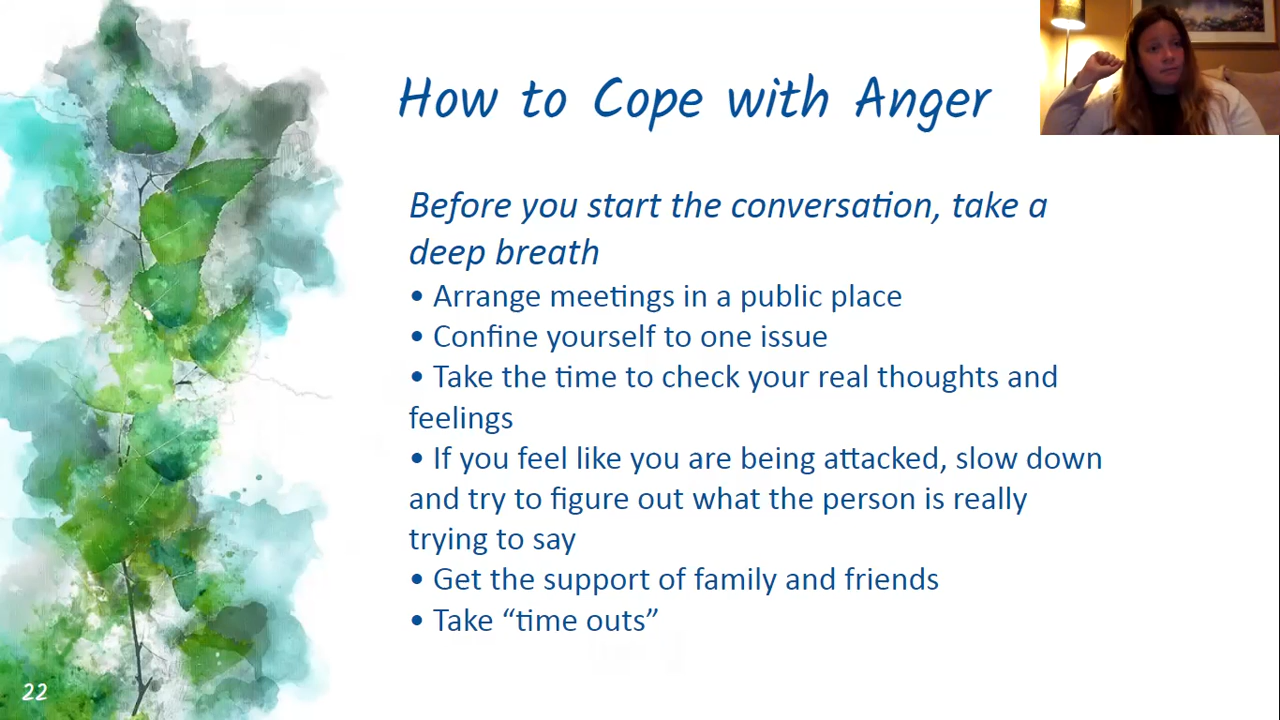 How to Cope with Anger
Before you start the conversation, take a
deep breath
• Arrange meetings in a public place
• Confine yourself to one issue
• Take the time to check your real thoughts and
feelings
• If you feel like you are being attacked, slow down
and try to figure out what the person is really
trying to say
• Get the support of family and friends
• Take “time outs”
22